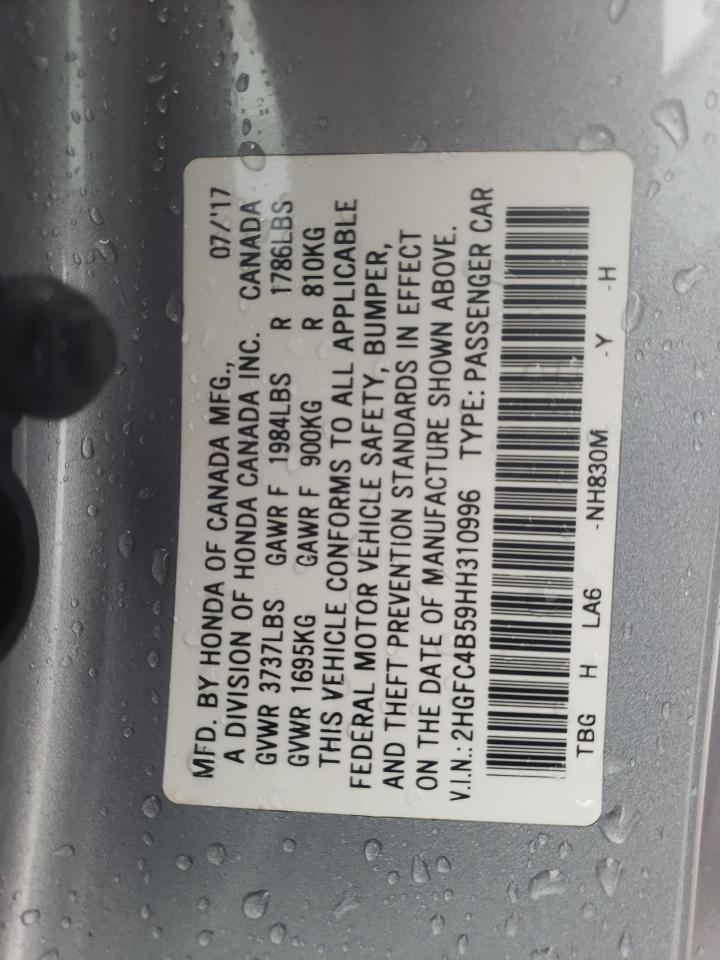 MFD. BY HONDA OF CANADA MFG., 07/'17
A DIVISION OF HONDA CANADA INC. CANADA
GVWR 3737LBS GAWR F 1984LBS R 1786LBS
GVWR 1695KG GAWR F 900KG R 810KG
THIS VEHICLE CONFORMS TO ALL APPLICABLE
FEDERAL MOTOR VEHICLE SAFETY, BUMPER,
AND THEFT PREVENTION STANDARDS IN EFFECT
ON THE DATE OF MANUFACTURE SHOWN ABOVE.
V.I.N.: 2HGFC4B59HH310996 TYPE: PASSENGER CAR
TBG H LA6 -NH830M -Y -H